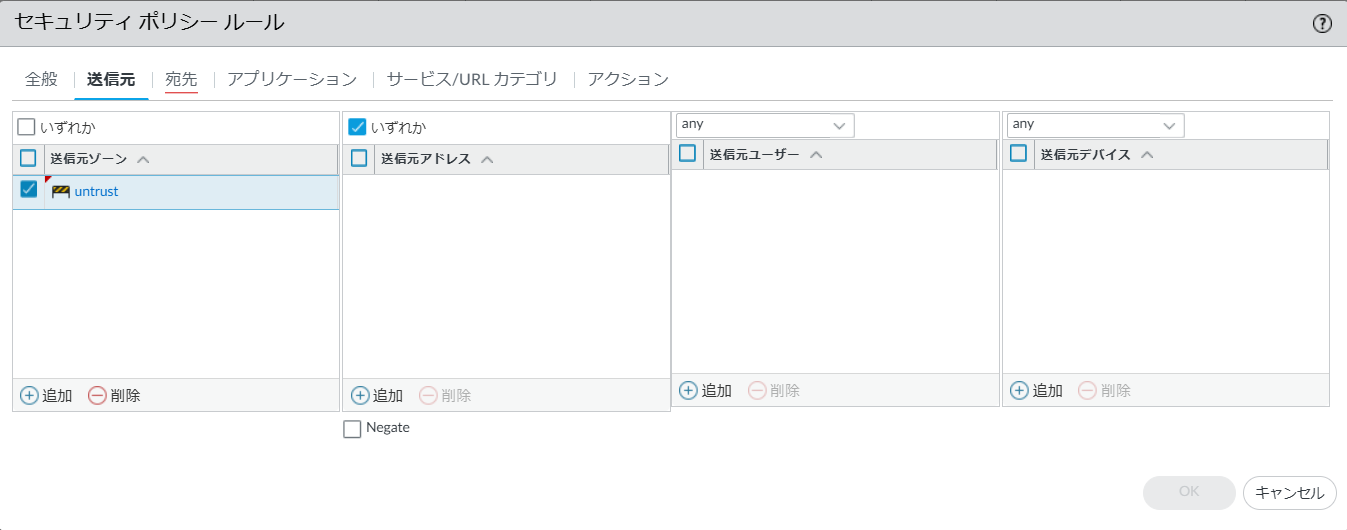 セキュリティ ポリシー ルール
全般 送信元 宛先 アプリケーション サービス/URL カテゴリ アクション
いずれか
送信元ゾーン
untrust
追加 削除
いずれか
送信元アドレス
追加 削除
Negate
any
送信元ユーザー
追加 削除
any
送信元デバイス
追加 削除
OK キャンセル